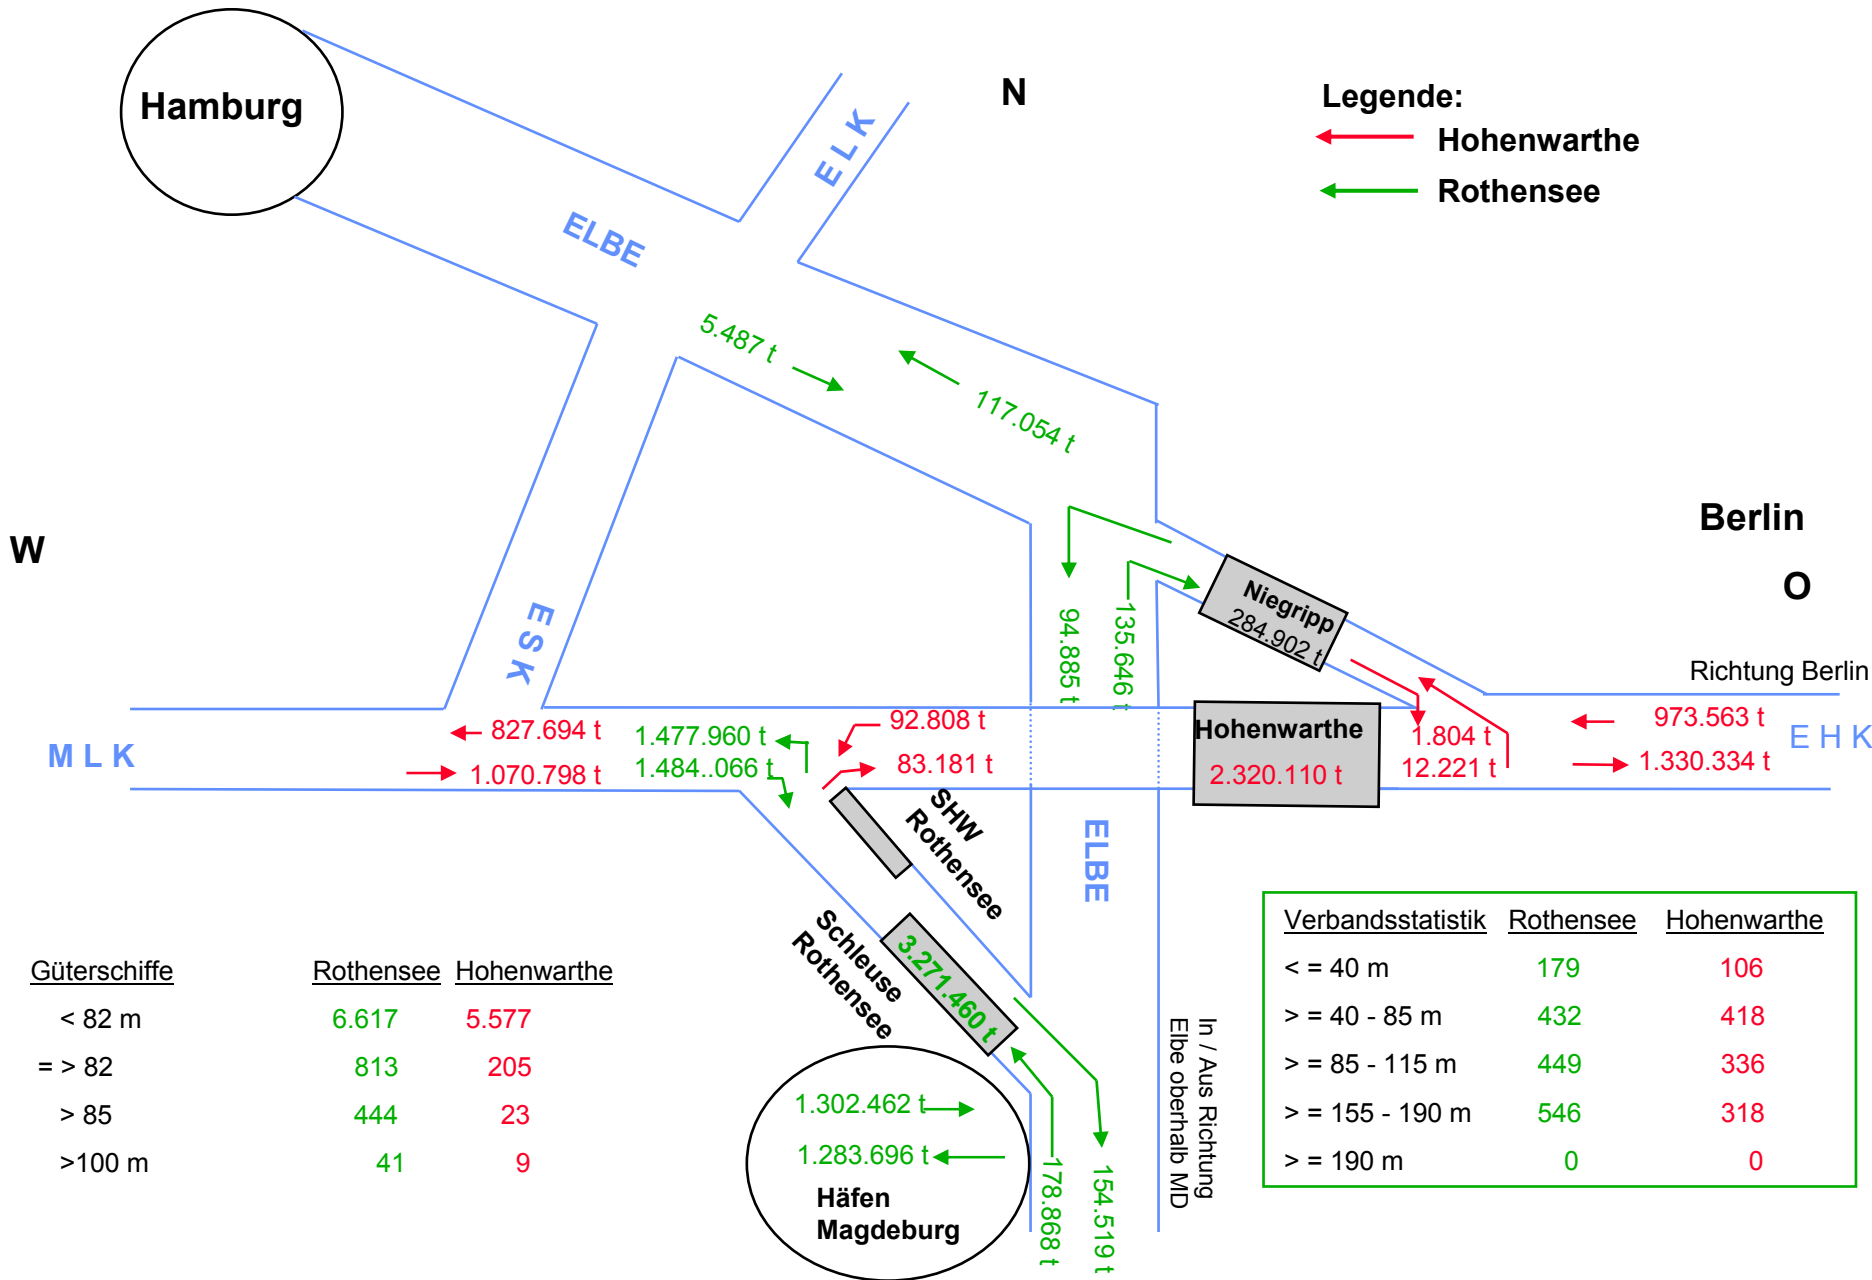 Hamburg
N
Legende:
Hohenwarthe
Rothensee
E L K
ELBE
5.487 t
117.054 t
W
Berlin
O
E S K
94.885 t
135.646 t
Niegripp
284.902 t
Richtung Berlin
M L K
827.694 t
1.070.798 t
1.477.960 t
1.484..066 t
92.808 t
83.181 t
Hohenwarthe
2.320.110 t
1.804 t
12.221 t
973.563 t
1.330.334 t
E H K
SHW
Rothensee
ELBE
Schleuse
Rothensee
3.271.460 t
In / Aus Richtung
Elbe oberhalb MD
Güterschiffe Rothensee Hohenwarthe
< 82 m 6.617 5.577
= > 82 813 205
> 85 444 23
>100 m 41 9
1.302.462 t
1.283.696 t
Häfen
Magdeburg
178.868 t
154.519 t
Verbandsstatistik Rothensee Hohenwarthe
< = 40 m 179 106
> = 40 - 85 m 432 418
> = 85 - 115 m 449 336
> = 155 - 190 m 546 318
> = 190 m 0 0